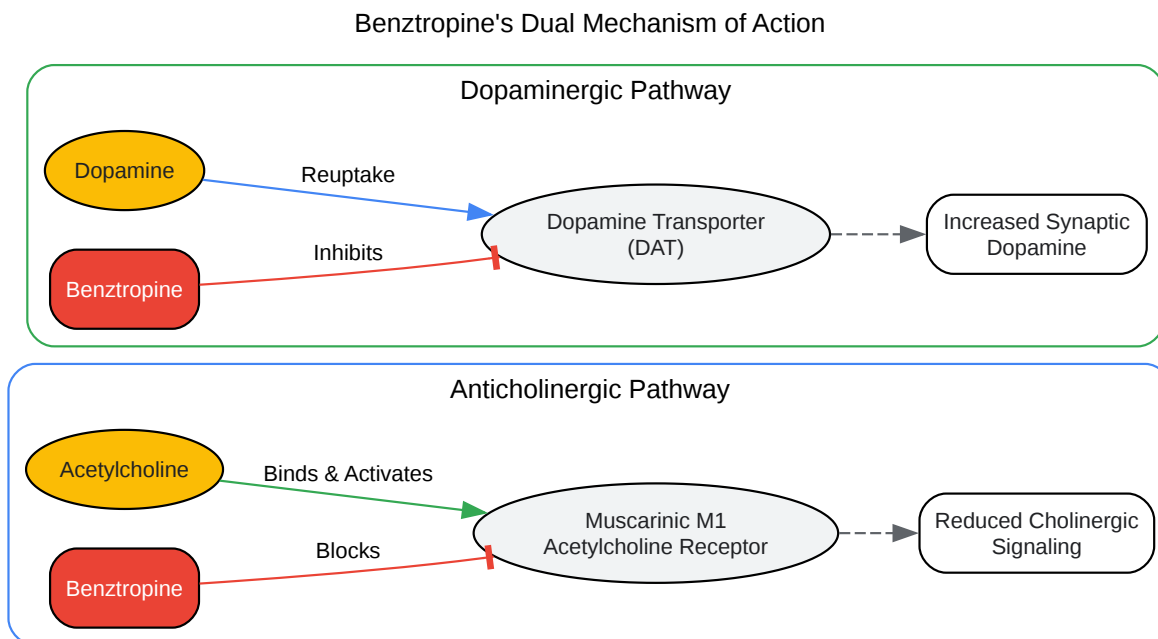 Benztropine's Dual Mechanism of Action
Dopaminergic Pathway
Dopamine
Reuptake
Dopamine Transporter
(DAT)
Increased Synaptic
Dopamine
Inhibits
Benztropine
Anticholinergic Pathway
Acetylcholine
Binds & Activates
Muscarinic M1
Acetylcholine Receptor
Reduced Cholinergic
Signaling
Blocks
Benztropine